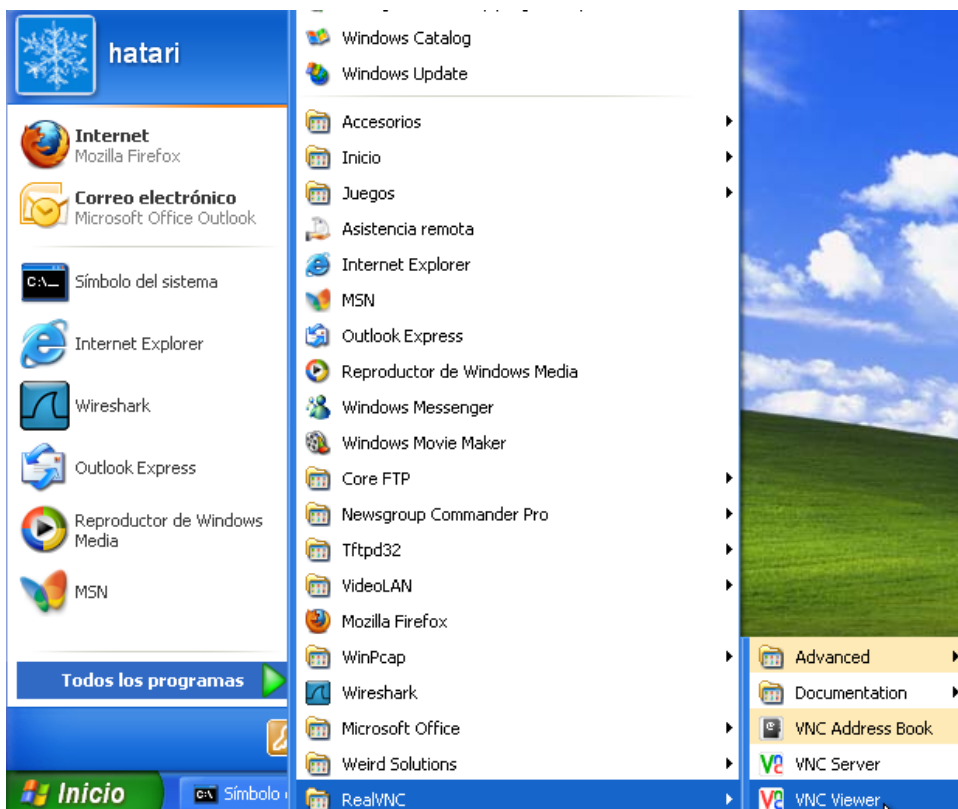 hatari
Internet
Mozilla Firefox
Correo electrónico
Microsoft Office Outlook
C:\_
Símbolo del sistema
Internet Explorer
Wireshark
Outlook Express
Reproductor de Windows
Media
MSN
Todos los programas
Inicio
Símbolo
Windows Catalog
Windows Update
Accesorios
Inicio
Juegos
Asistencia remota
Internet Explorer
MSN
Outlook Express
Reproductor de Windows Media
Windows Messenger
Windows Movie Maker
Core FTP
Newsgroup Commander Pro
Tftpd32
VideoLAN
Mozilla Firefox
WinPcap
Wireshark
Microsoft Office
Weird Solutions
RealVNC
Advanced
Documentation
VNC Address Book
VNC Server
VNC Viewer